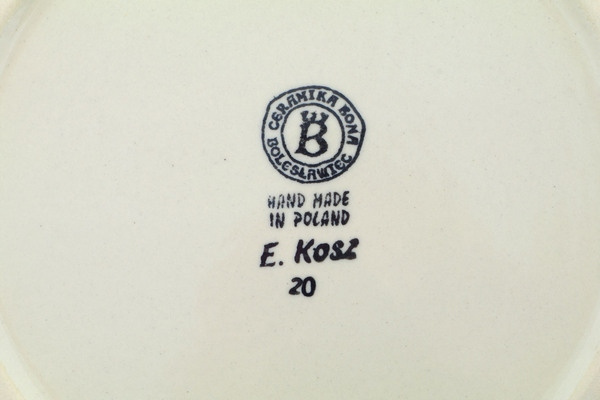 CERAMIKA BONA
BOLESŁAWIEC
B
HAND MADE
IN POLAND
E. Kosz
20